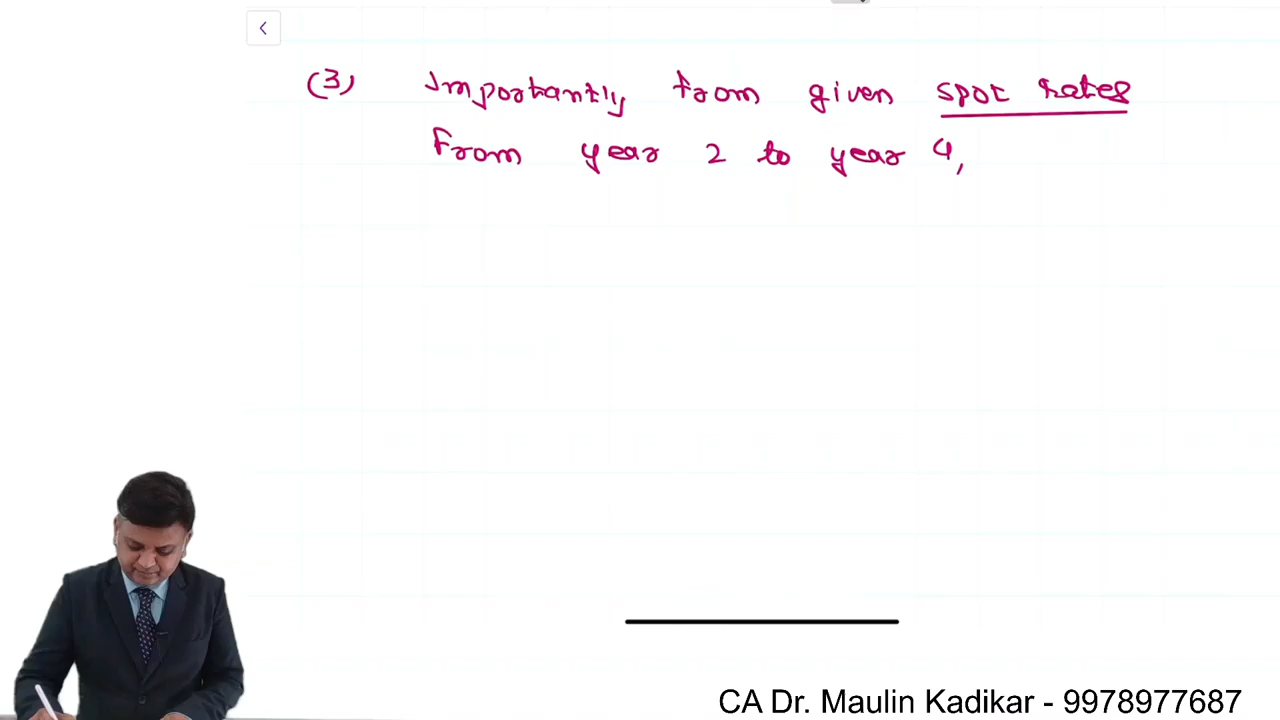 (3) Importantly from given spot rates
from year 2 to year 4,
CA Dr. Maulin Kadikar - 9978977687